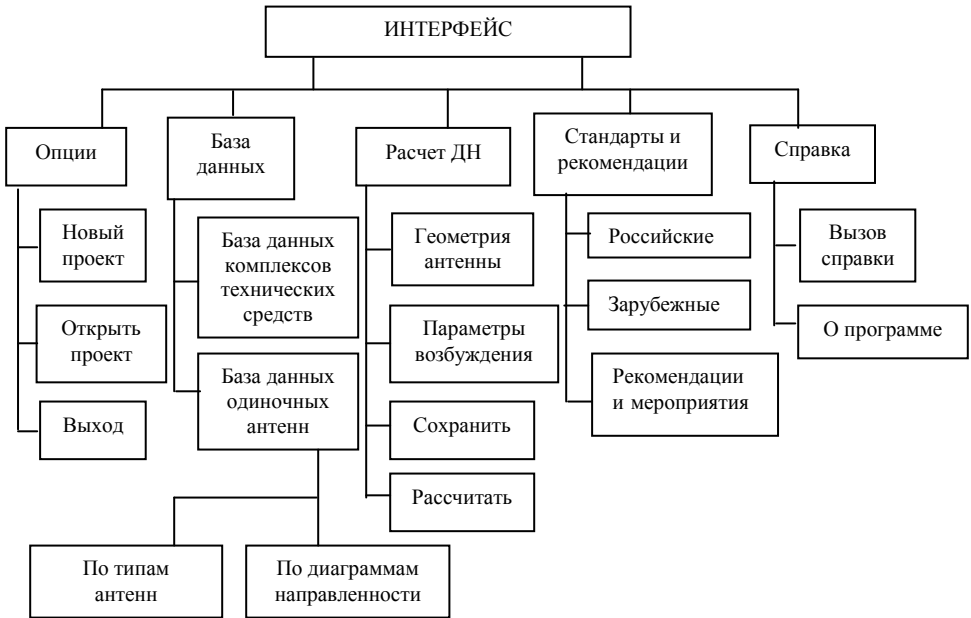 ИНТЕРФЕЙС
Опции
Новый
проект
Открыть
проект
Выход
База
данных
База данных
комплексов
технических
средств
База данных
одиночных
антенн
По типам
антенн
По диаграммам
направленности
Расчет ДН
Геометрия
антенны
Параметры
возбуждения
Сохранить
Рассчитать
Стандарты и
рекомендации
Российские
Зарубежные
Рекомендации
и мероприятия
Справка
Вызов
справки
О программе